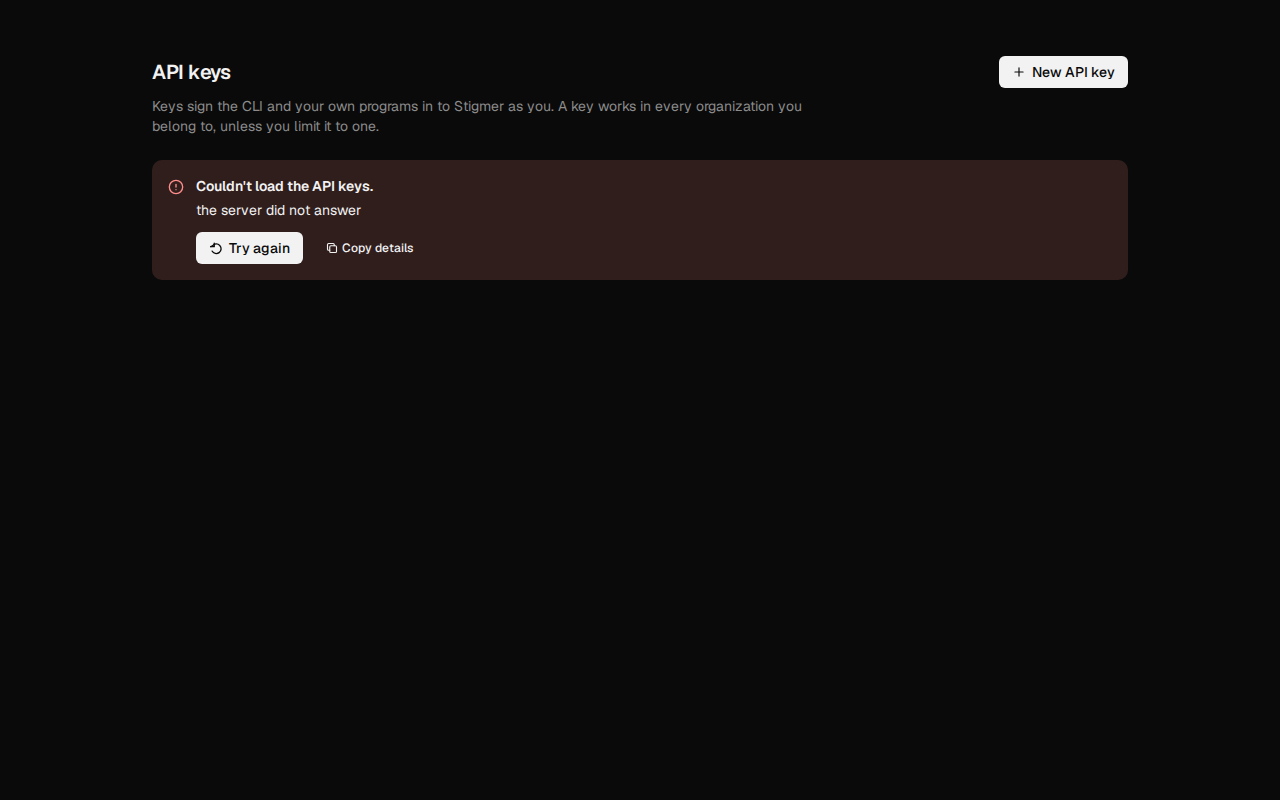 API keys
New API key
Keys sign the CLI and your own programs in to Stigmer as you. A key works in every organization you
belong to, unless you limit it to one.
Couldn't load the API keys.
the server did not answer
Try again
Copy details